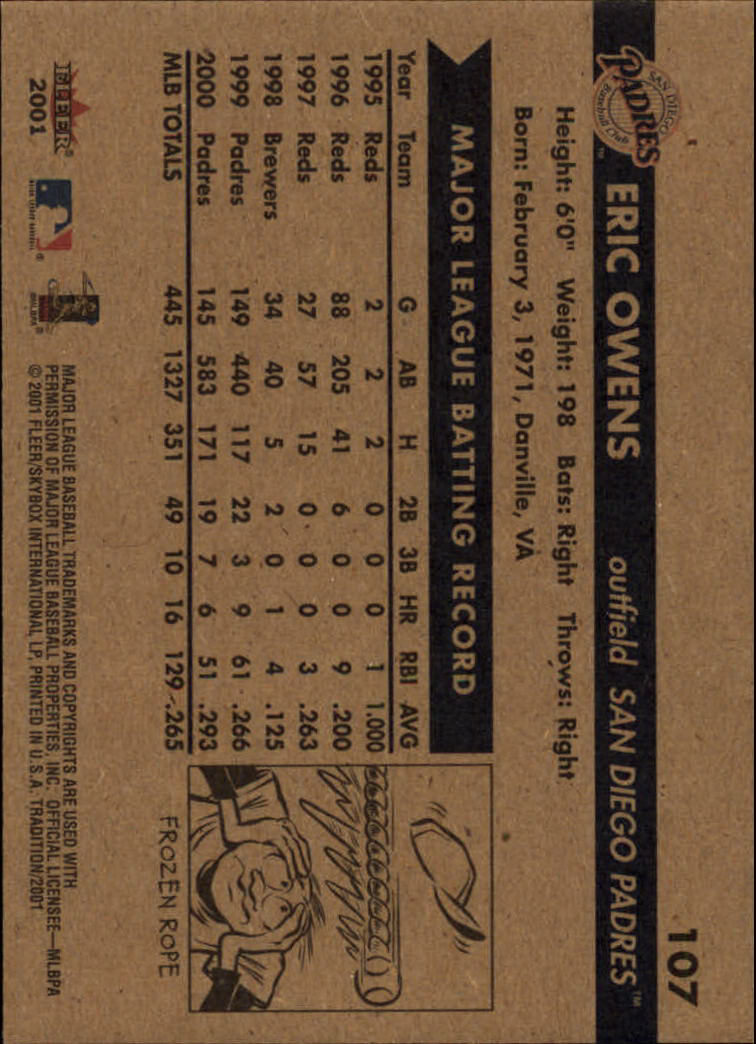 107
SAN DIEGO
PADRES
Baseball Club
™
ERIC OWENS outfield SAN DIEGO PADRES™
Height: 6'0" Weight: 198 Bats: Right Throws: Right
Born: February 3, 1971, Danville, VA
MAJOR LEAGUE BATTING RECORD
Year Team G AB H 2B 3B HR RBI AVG
1995 Reds 2 2 2 0 0 0 1 1.000
1996 Reds 88 205 41 6 0 0 9 .200
1997 Reds 27 57 15 0 0 0 3 .263
1998 Brewers 34 40 5 2 0 1 4 .125
1999 Padres 149 440 117 22 3 9 61 .266
2000 Padres 145 583 171 19 7 6 51 .293
MLB TOTALS 445 1327 351 49 10 16 129 .265
FROZEN ROPE
FLEER®
2001
MAJOR LEAGUE BASEBALL
®
©MLBPA
®
MAJOR LEAGUE BASEBALL TRADEMARKS AND COPYRIGHTS ARE USED WITH
PERMISSION OF MAJOR LEAGUE BASEBALL PROPERTIES, INC. OFFICIAL LICENSEE—MLBPA
© 2001 FLEER/SKYBOX INTERNATIONAL, LP, PRINTED IN U.S.A. TRADITION/2001